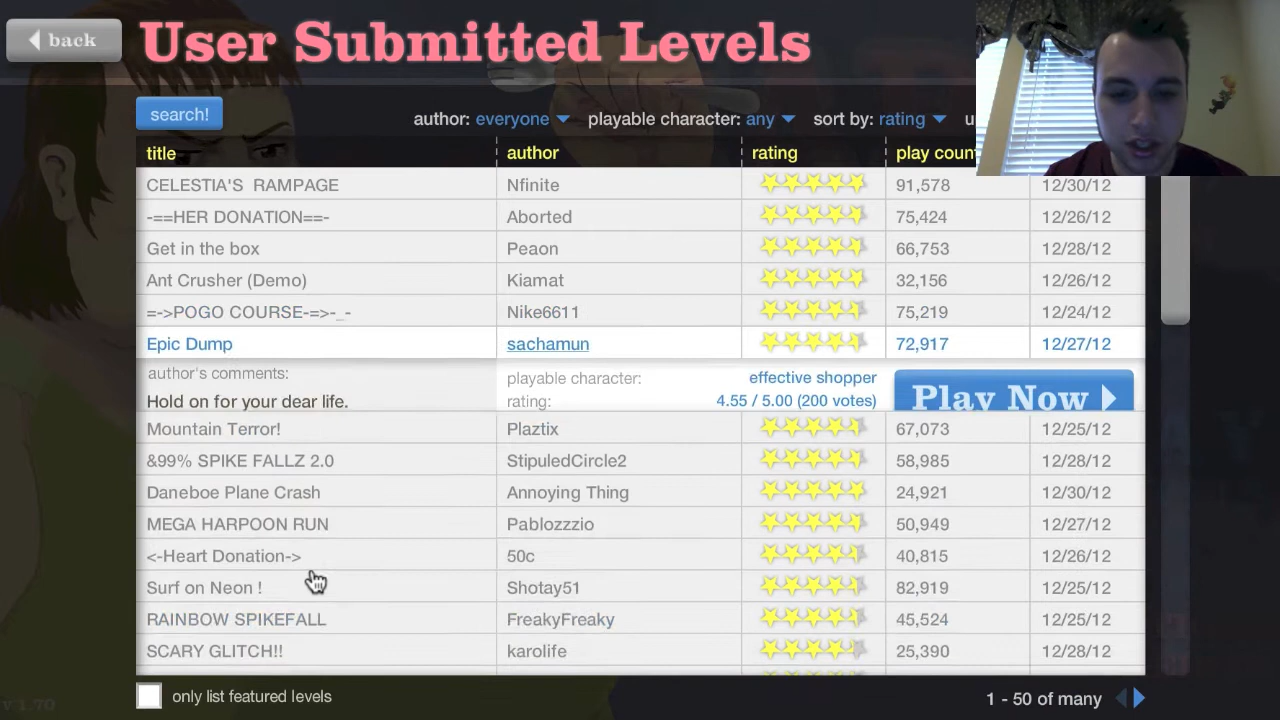 back
User Submitted Levels
search!
author: everyone playable character: any sort by: rating u
title author rating play coun
CELESTIA'S RAMPAGE Nfinite 91,578 12/30/12
-==HER DONATION==- Aborted 75,424 12/26/12
Get in the box Peaon 66,753 12/28/12
Ant Crusher (Demo) Kiamat 32,156 12/26/12
=->POGO COURSE-=>-_- Nike6611 75,219 12/24/12
Epic Dump sachamun 72,917 12/27/12
author's comments: playable character: effective shopper Play Now
Hold on for your dear life. rating: 4.55 / 5.00 (200 votes)
Mountain Terror! Plaztix 67,073 12/25/12
&99% SPIKE FALLZ 2.0 StipuledCircle2 58,985 12/28/12
Daneboe Plane Crash Annoying Thing 24,921 12/30/12
MEGA HARPOON RUN Pablozzzio 50,949 12/27/12
<-Heart Donation-> 50c 40,815 12/26/12
Surf on Neon ! Shotay51 82,919 12/25/12
RAINBOW SPIKEFALL FreakyFreaky 45,524 12/25/12
SCARY GLITCH!! karolife 25,390 12/28/12
only list featured levels 1 - 50 of many
v 1.70